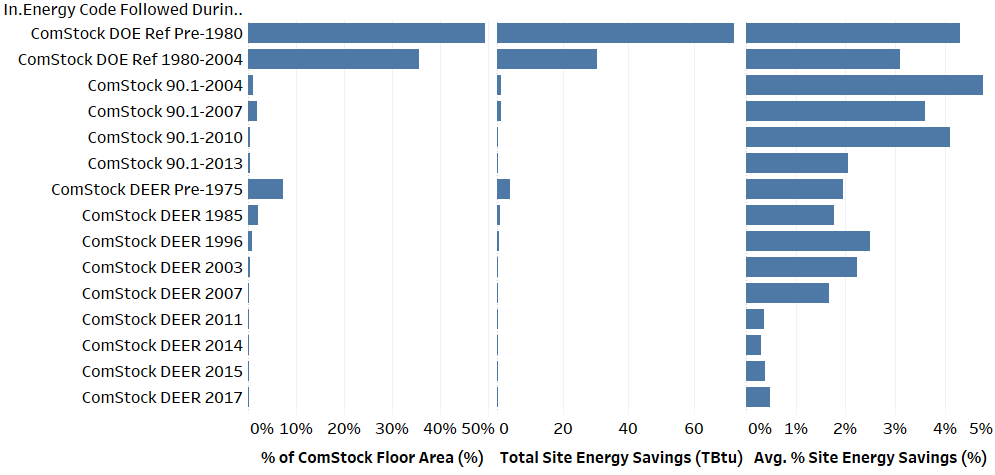 In.Energy Code Followed Durin..
ComStock DOE Ref Pre-1980
ComStock DOE Ref 1980-2004
ComStock 90.1-2004
ComStock 90.1-2007
ComStock 90.1-2010
ComStock 90.1-2013
ComStock DEER Pre-1975
ComStock DEER 1985
ComStock DEER 1996
ComStock DEER 2003
ComStock DEER 2007
ComStock DEER 2011
ComStock DEER 2014
ComStock DEER 2015
ComStock DEER 2017
0% 10% 20% 30% 40% 50% 0 20 40 60 0% 1% 2% 3% 4% 5%
% of ComStock Floor Area (%) Total Site Energy Savings (TBtu) Avg. % Site Energy Savings (%)